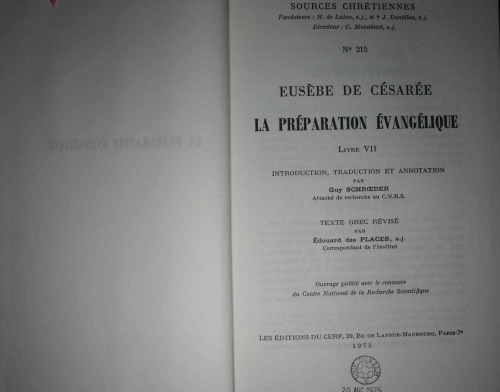 SOURCES CHRÉTIENNES
Fondateurs : H. de Lubac, s.j., et † J. Daniélou, s.j.
Directeur : C. Mondésert, s.j.
Nº 215
EUSÈBE DE CÉSARÉE
LA PRÉPARATION ÉVANGÉLIQUE
LIVRE VII
INTRODUCTION, TRADUCTION ET ANNOTATION
PAR
Guy SCHRŒDER
Attaché de recherche au C.N.R.S.
TEXTE GREC RÉVISÉ
PAR
Édouard des PLACES, s.j.
Correspondant de l'Institut
Ouvrage publié avec le concours
du Centre National de la Recherche Scientifique
LES ÉDITIONS DU CERF, 29, BD DE LATOUR-MAUBOURG, PARIS-7e
1975